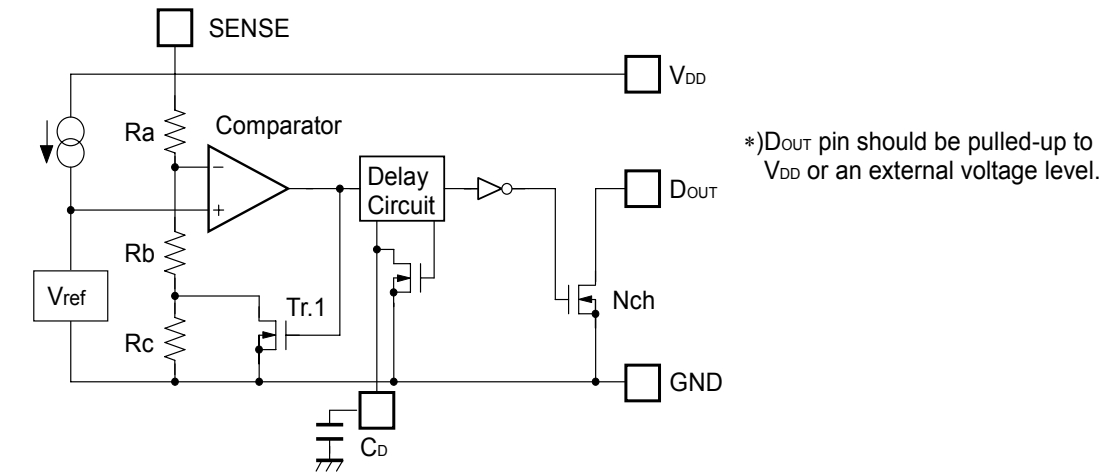 SENSE
VDD
Ra
Comparator
−
+
*)DOUT pin should be pulled-up to
VDD or an external voltage level.
Delay
Circuit
DOUT
Rb
Vref
Tr.1
Nch
Rc
GND
CD